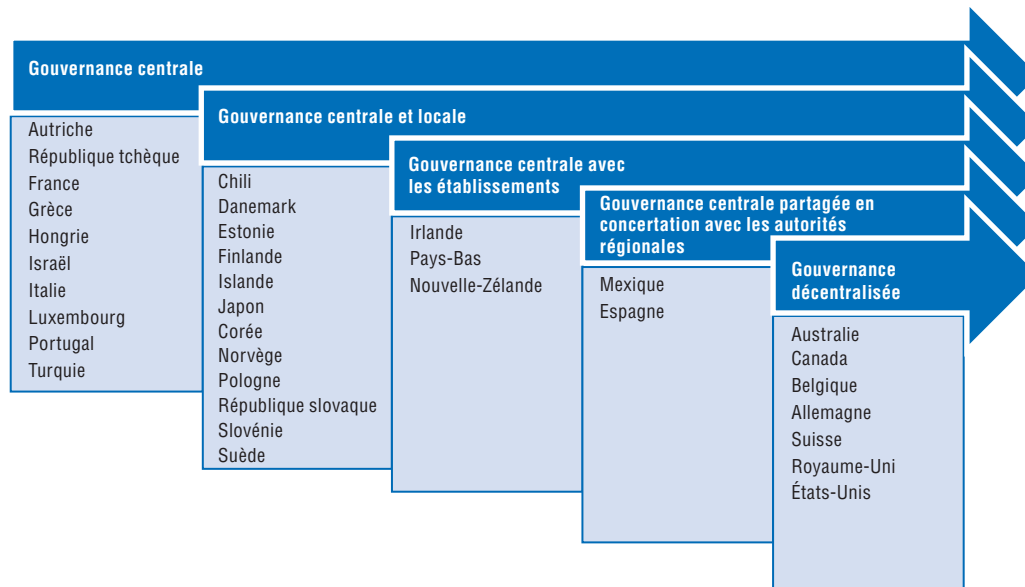 Gouvernance centrale
Autriche
République tchèque
France
Grèce
Hongrie
Israël
Italie
Luxembourg
Portugal
Turquie
Gouvernance centrale et locale
Chili
Danemark
Estonie
Finlande
Islande
Japon
Corée
Norvège
Pologne
République slovaque
Slovénie
Suède
Gouvernance centrale avec
les établissements
Irlande
Pays-Bas
Nouvelle-Zélande
Gouvernance centrale partagée en
concertation avec les autorités
régionales
Mexique
Espagne
Gouvernance
décentralisée
Australie
Canada
Belgique
Allemagne
Suisse
Royaume-Uni
États-Unis